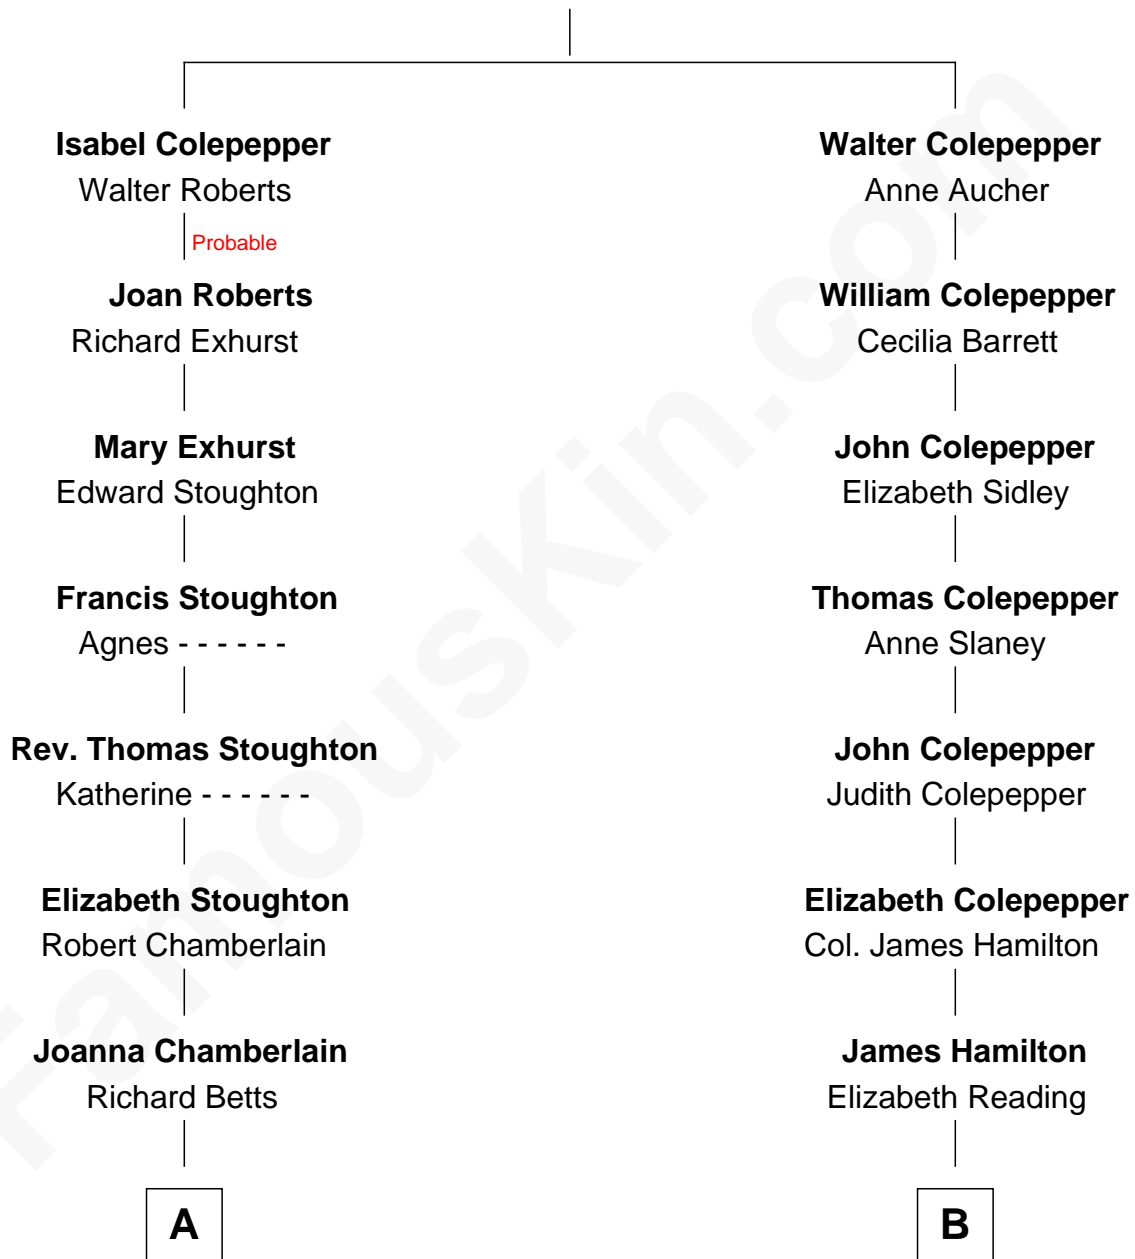 Isabel Colepepper
Walter Roberts
Probable
Joan Roberts
Richard Exhurst
Mary Exhurst
Edward Stoughton
Francis Stoughton
Agnes - - - - - -
Rev. Thomas Stoughton
Katherine - - - - - -
Elizabeth Stoughton
Robert Chamberlain
Joanna Chamberlain
Richard Betts
A
Walter Colepepper
Anne Aucher
William Colepepper
Cecilia Barrett
John Colepepper
Elizabeth Sidley
Thomas Colepepper
Anne Slaney
John Colepepper
Judith Colepepper
Elizabeth Colepepper
Col. James Hamilton
James Hamilton
Elizabeth Reading
B
FamousKin.com